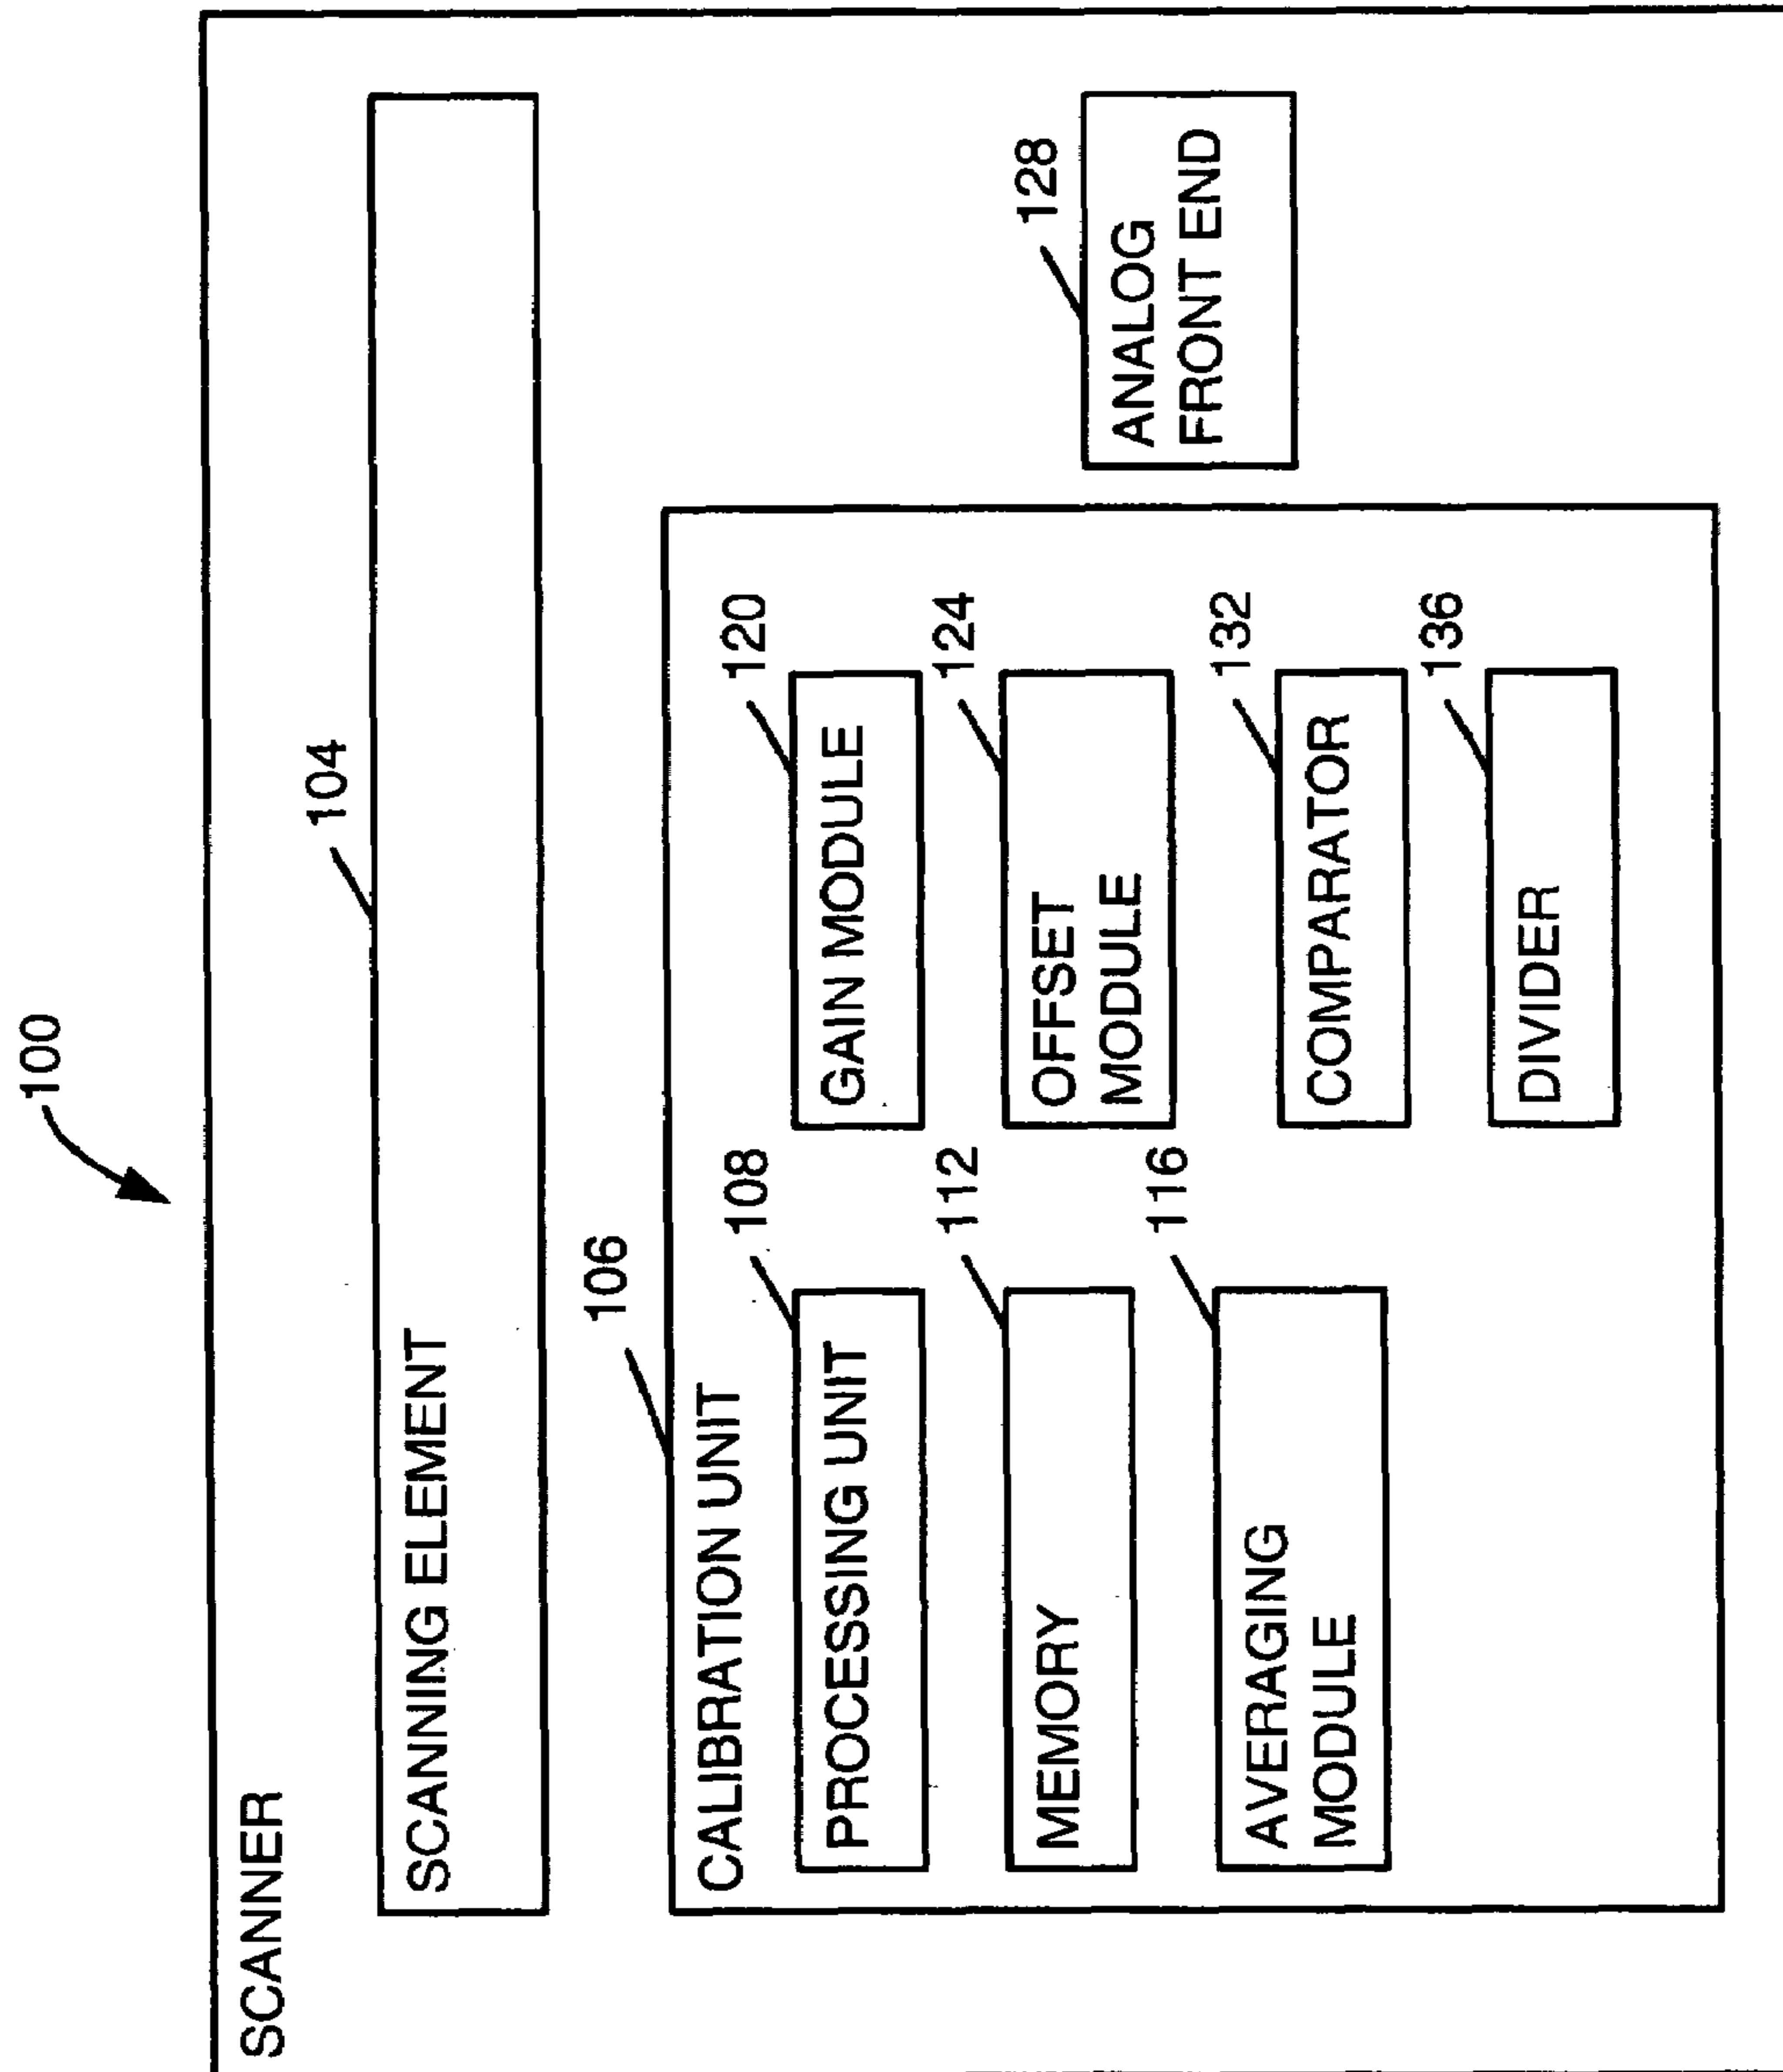 100
SCANNER
104
SCANNING ELEMENT
106
CALIBRATION UNIT
108
PROCESSING UNIT
112
MEMORY
116
AVERAGING
MODULE
120
GAIN MODULE
124
OFFSET
MODULE
132
COMPARATOR
136
DIVIDER
128
ANALOG
FRONT END